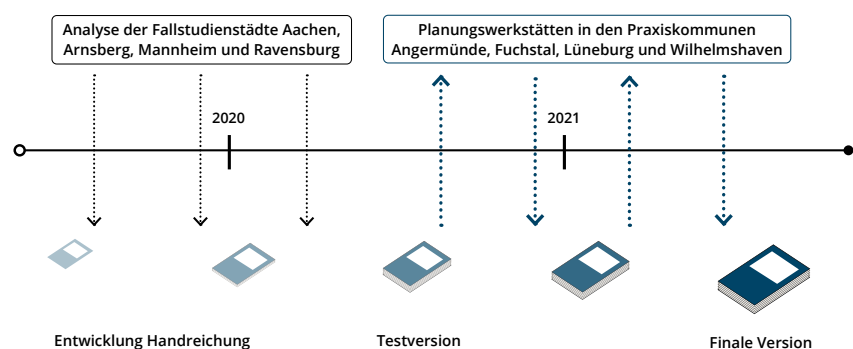 Analyse der Fallstudienstädte Aachen,
Arnsberg, Mannheim und Ravensburg
Planungswerkstätten in den Praxiskommunen
Angermünde, Fuchstal, Lüneburg und Wilhelmshaven
2020
2021
Entwicklung Handreichung
Testversion
Finale Version